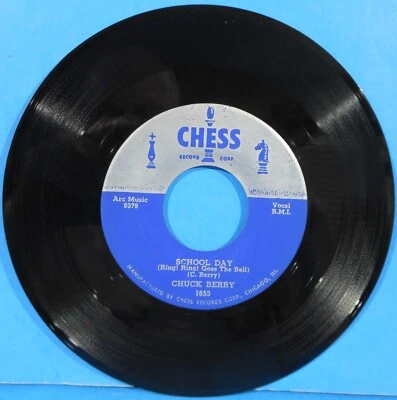 CHESS
RECORD CORP.
Arc Music
8379
Vocal
B.M.I.
SCHOOL DAY
(Ring! Ring! Goes The Bell)
(C. Berry)
CHUCK BERRY
1653
MANUFACTURED BY CHESS RECORDS CORP., CHICAGO, ILL.